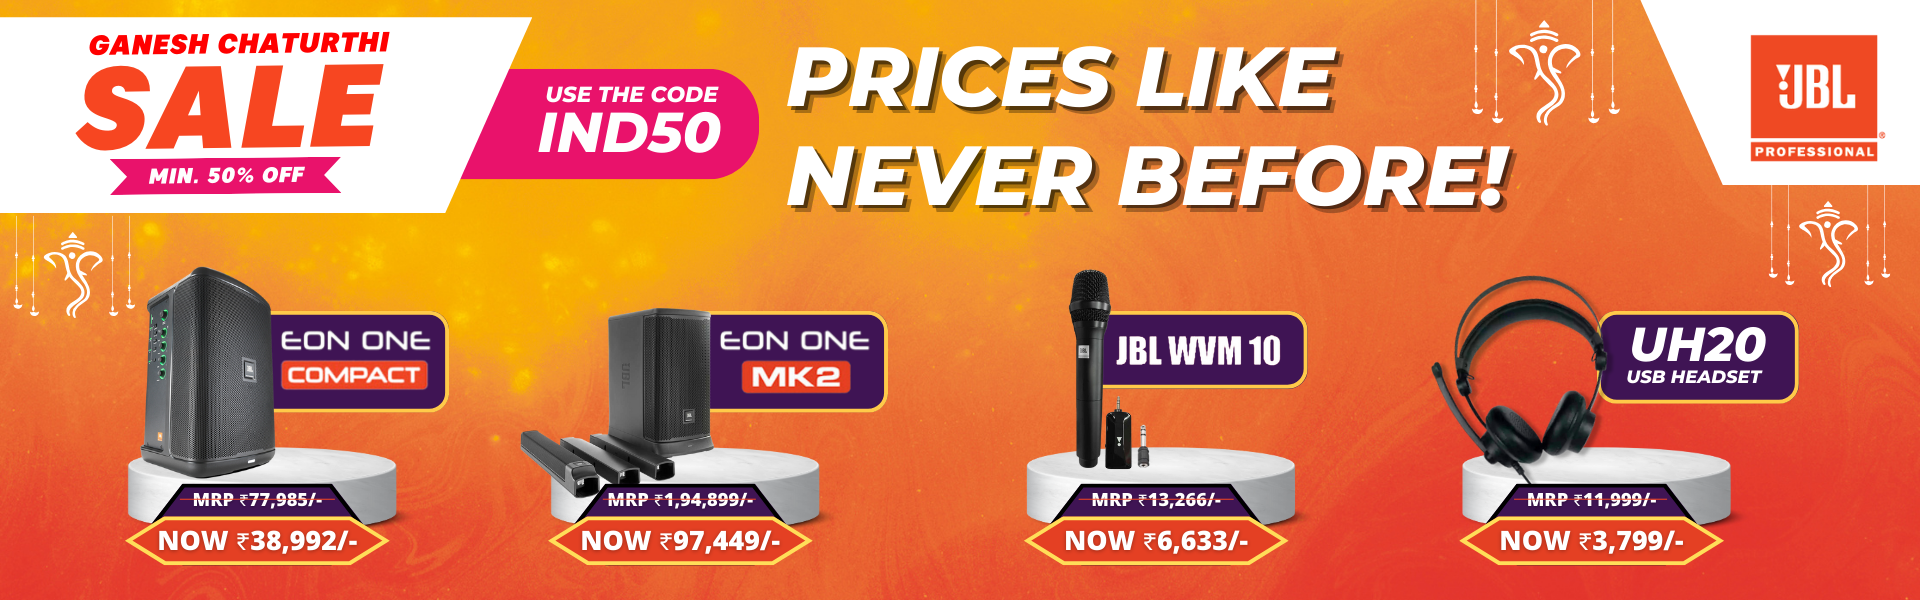 GANESH CHATURTHI
SALE
MIN. 50% OFF
USE THE CODE
IND50
PRICES LIKE
NEVER BEFORE!
JBL
PROFESSIONAL
EON ONE
COMPACT
MRP ₹77,985/-
NOW ₹38,992/-
EON ONE
MK2
MRP ₹1,94,899/-
NOW ₹97,449/-
JBL WVM 10
MRP ₹13,266/-
NOW ₹6,633/-
UH20
USB HEADSET
MRP ₹11,999/-
NOW ₹3,799/-